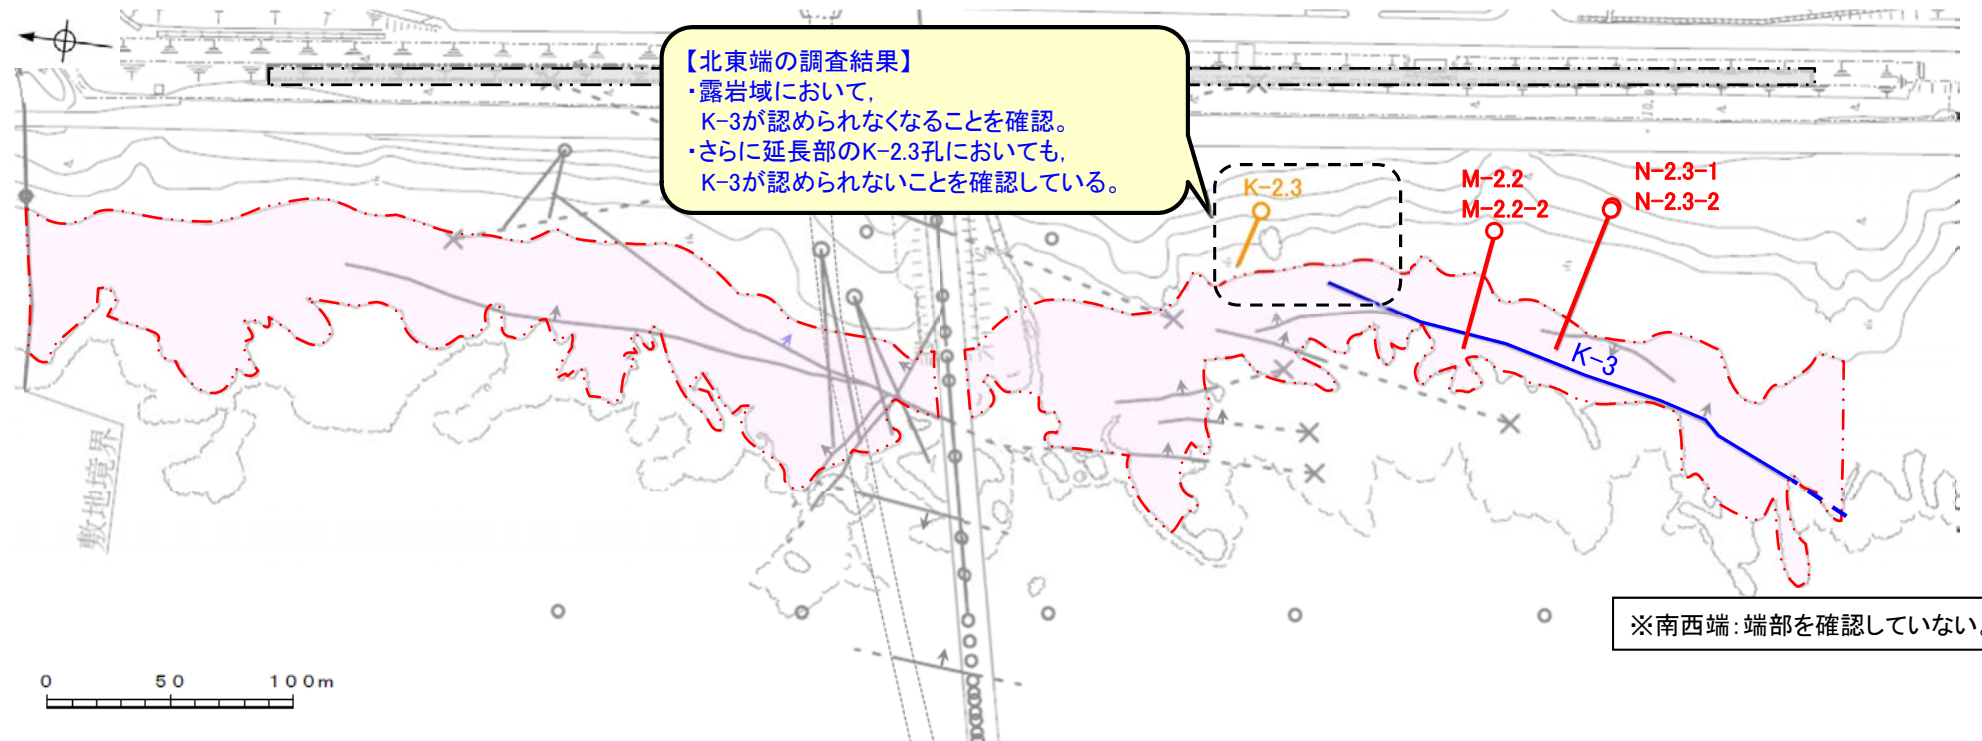 【北東端の調査結果】
・露岩域において,
K-3が認められなくなることを確認。
・さらに延長部のK-2.3孔においても,
K-3が認められないことを確認している。
K-2.3
M-2.2
M-2.2-2
N-2.3-1
N-2.3-2
K-3
敷地境界
※南西端:端部を確認していない。
0 50 100m